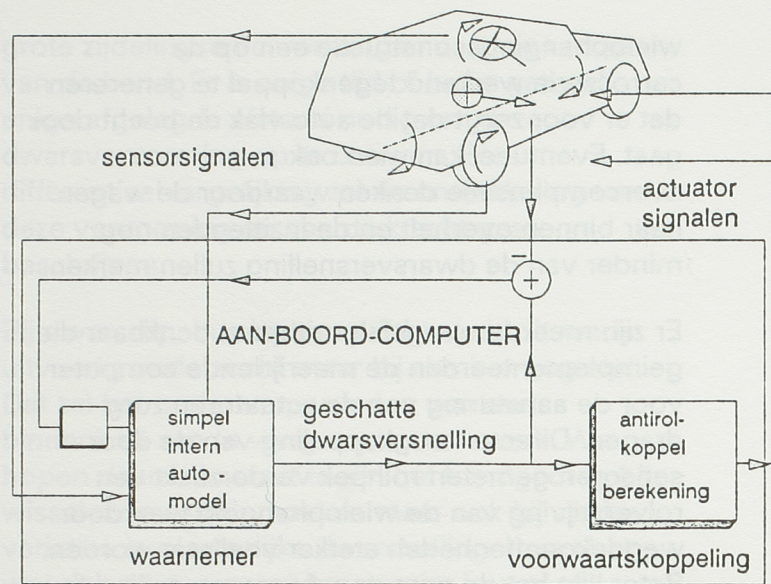 sensorsignalen
actuator
signalen
AAN-BOORD-COMPUTER
simpel
intern
auto-
model
geschatte
dwarsversnelling
antirol-
koppel
berekening
waarnemer
voorwaartskoppeling